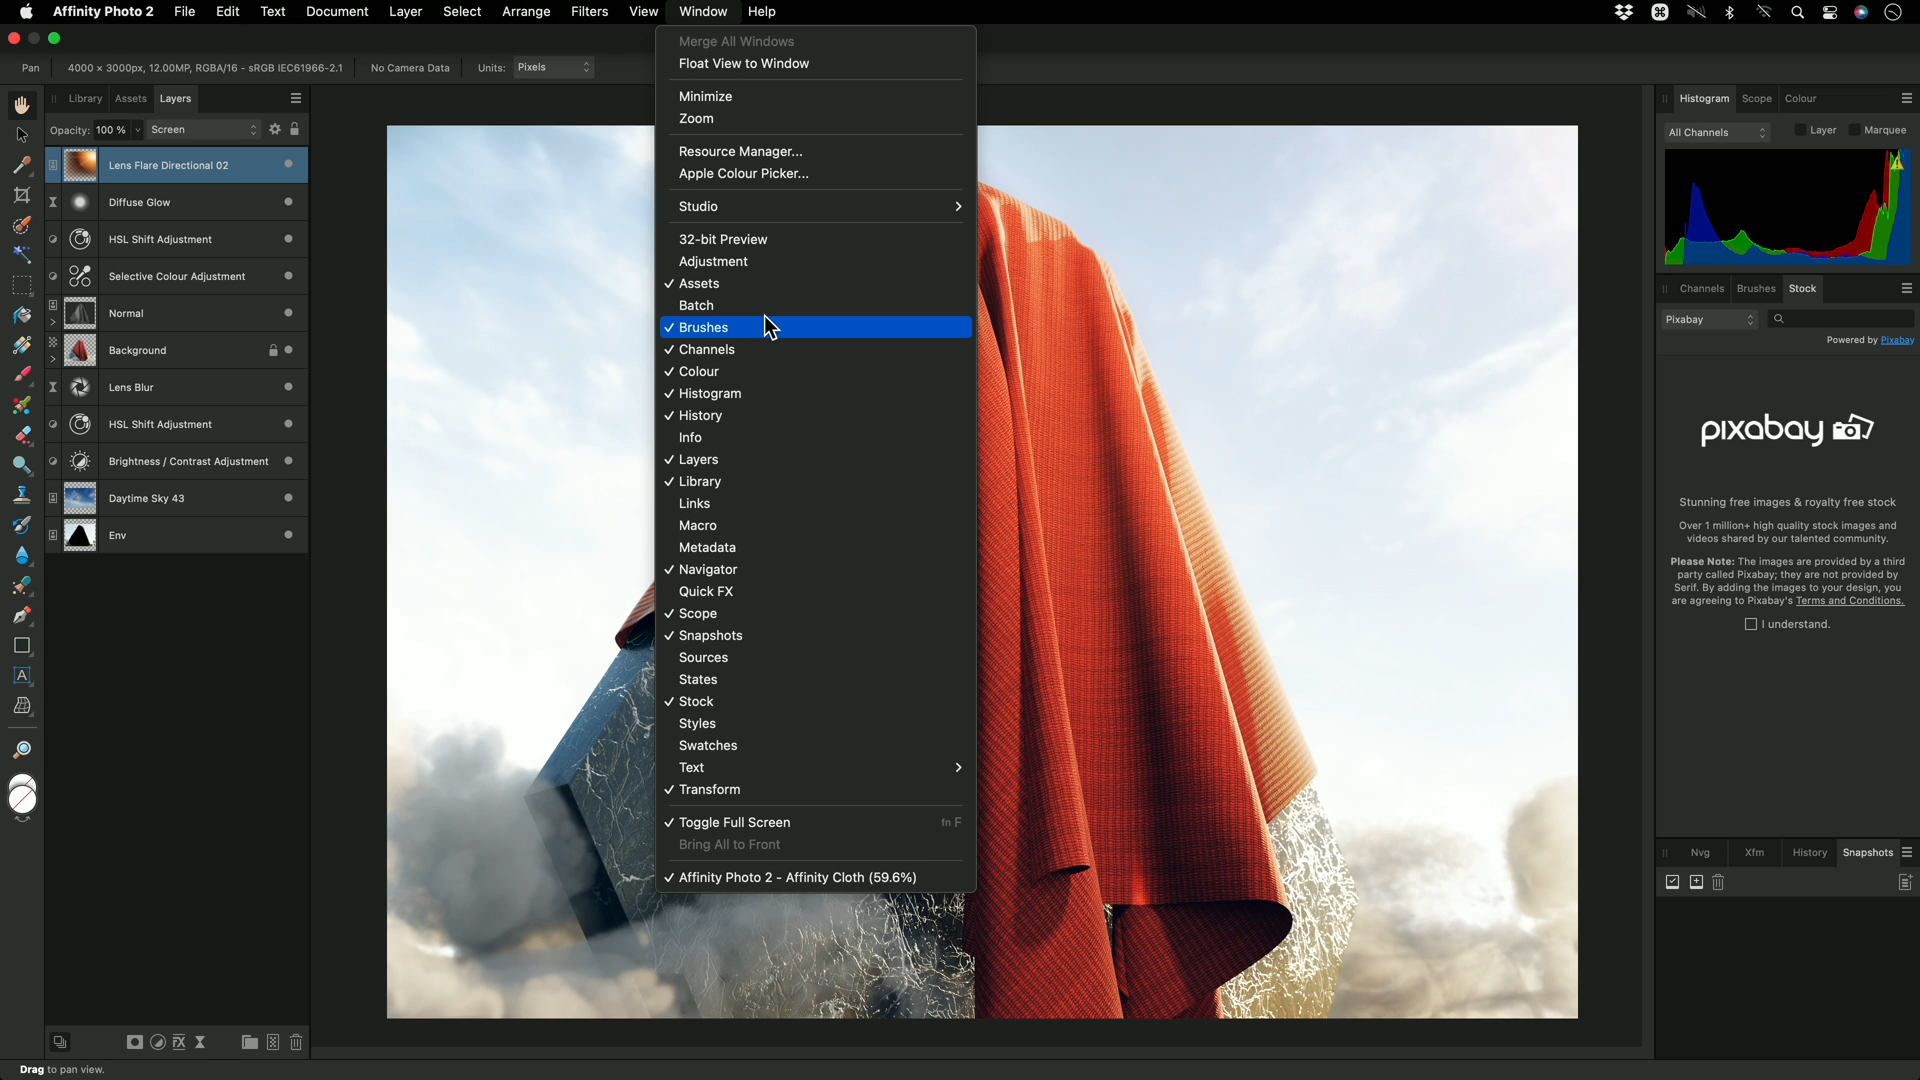 Affinity Photo 2 File Edit Text Document Layer Select Arrange Filters View Window Help
Pan 4000 × 3000px, 12.00MP, RGBA/16 - sRGB IEC61966-2.1 No Camera Data Units: Pixels
Library Assets Layers
Opacity: 100 % Screen
Lens Flare Directional 02
Diffuse Glow
HSL Shift Adjustment
Selective Colour Adjustment
Normal
Background
Lens Blur
HSL Shift Adjustment
Brightness / Contrast Adjustment
Daytime Sky 43
Env
Merge All Windows
Float View to Window
Minimize
Zoom
Resource Manager...
Apple Colour Picker...
Studio
32-bit Preview
Adjustment
Assets
Batch
Brushes
Channels
Colour
Histogram
History
Info
Layers
Library
Links
Macro
Metadata
Navigator
Quick FX
Scope
Snapshots
Sources
States
Stock
Styles
Swatches
Text
Transform
Toggle Full Screen fn F
Bring All to Front
Affinity Photo 2 - Affinity Cloth (59.6%)
Histogram Scope Colour
All Channels Layer Marquee
Channels Brushes Stock
Pixabay
Powered by Pixabay
pixabay
Stunning free images & royalty free stock
Over 1 million+ high quality stock images and
videos shared by our talented community.
Please Note: The images are provided by a third
party called Pixabay; they are not provided by
Serif. By adding the images to your design, you
are agreeing to Pixabay's Terms and Conditions.
I understand.
Nvg Xfm History Snapshots
FX
A
Drag to pan view.